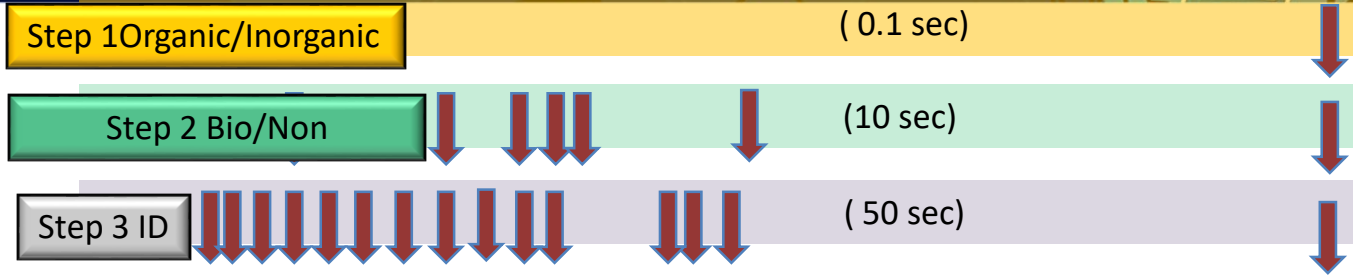 Step 1Organic/Inorganic
( 0.1 sec)
Step 2 Bio/Non
(10 sec)
Step 3 ID
( 50 sec)